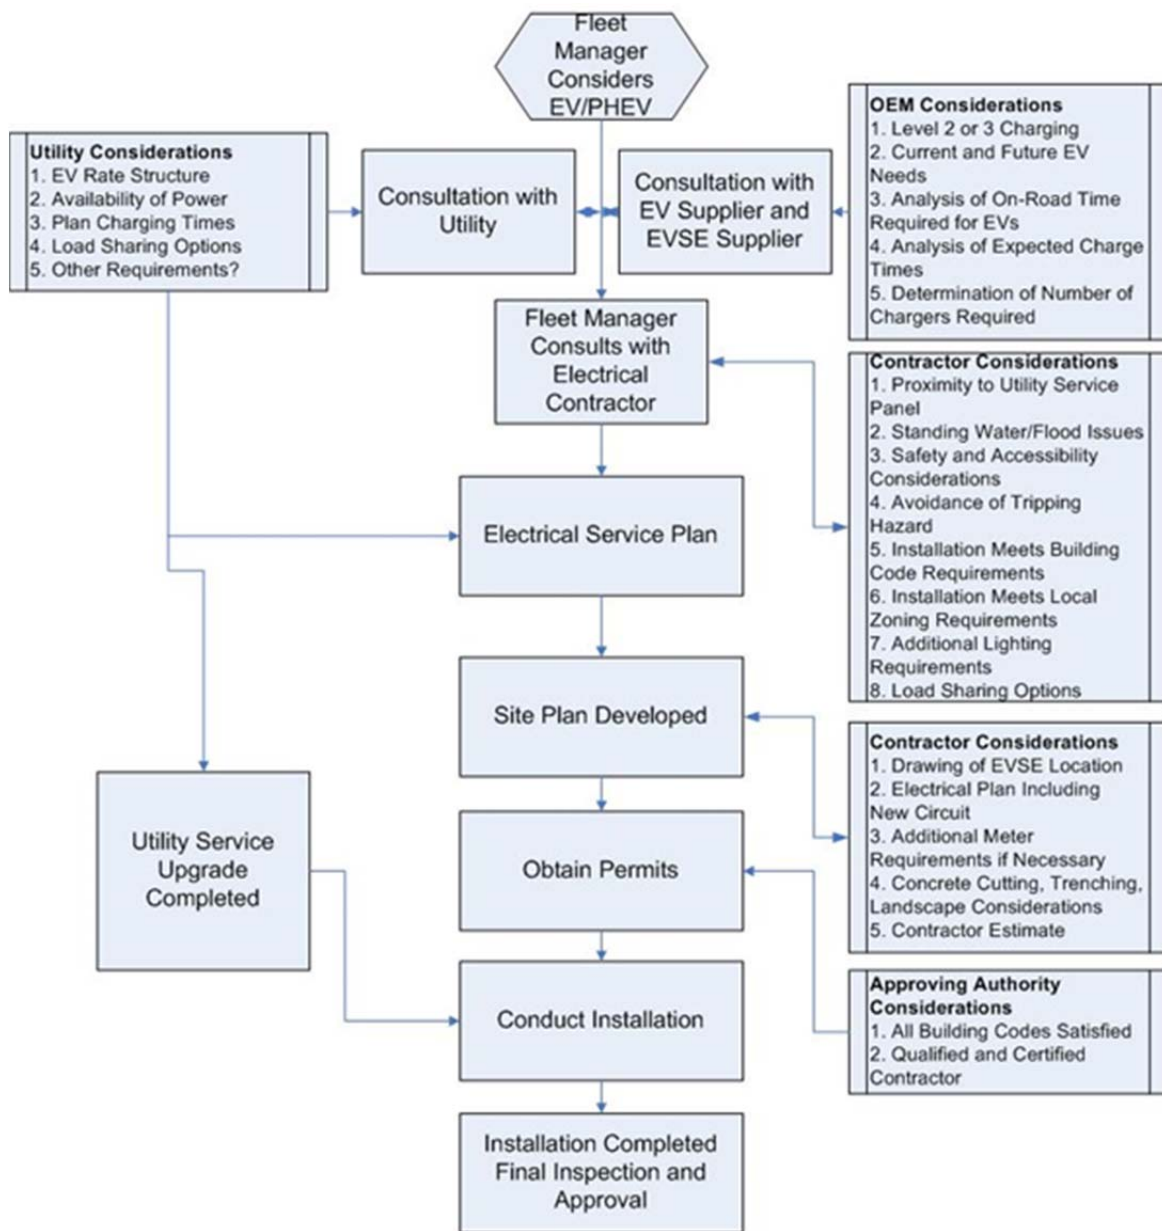 Fleet
Manager
Considers
EV/PHEV
Utility Considerations
1. EV Rate Structure
2. Availability of Power
3. Plan Charging Times
4. Load Sharing Options
5. Other Requirements?
Consultation with
Utility
Consultation with
EV Supplier and
EVSE Supplier
OEM Considerations
1. Level 2 or 3 Charging
2. Current and Future EV
Needs
3. Analysis of On-Road Time
Required for EVs
4. Analysis of Expected Charge
Times
5. Determination of Number of
Chargers Required
Fleet Manager
Consults with
Electrical
Contractor
Contractor Considerations
1. Proximity to Utility Service
Panel
2. Standing Water/Flood Issues
3. Safety and Accessibility
Considerations
4. Avoidance of Tripping
Hazard
5. Installation Meets Building
Code Requirements
6. Installation Meets Local
Zoning Requirements
7. Additional Lighting
Requirements
8. Load Sharing Options
Electrical Service Plan
Site Plan Developed
Contractor Considerations
1. Drawing of EVSE Location
2. Electrical Plan Including
New Circuit
3. Additional Meter
Requirements if Necessary
4. Concrete Cutting, Trenching,
Landscape Considerations
5. Contractor Estimate
Utility Service
Upgrade
Completed
Obtain Permits
Approving Authority
Considerations
1. All Building Codes Satisfied
2. Qualified and Certified
Contractor
Conduct Installation
Installation Completed
Final Inspection and
Approval